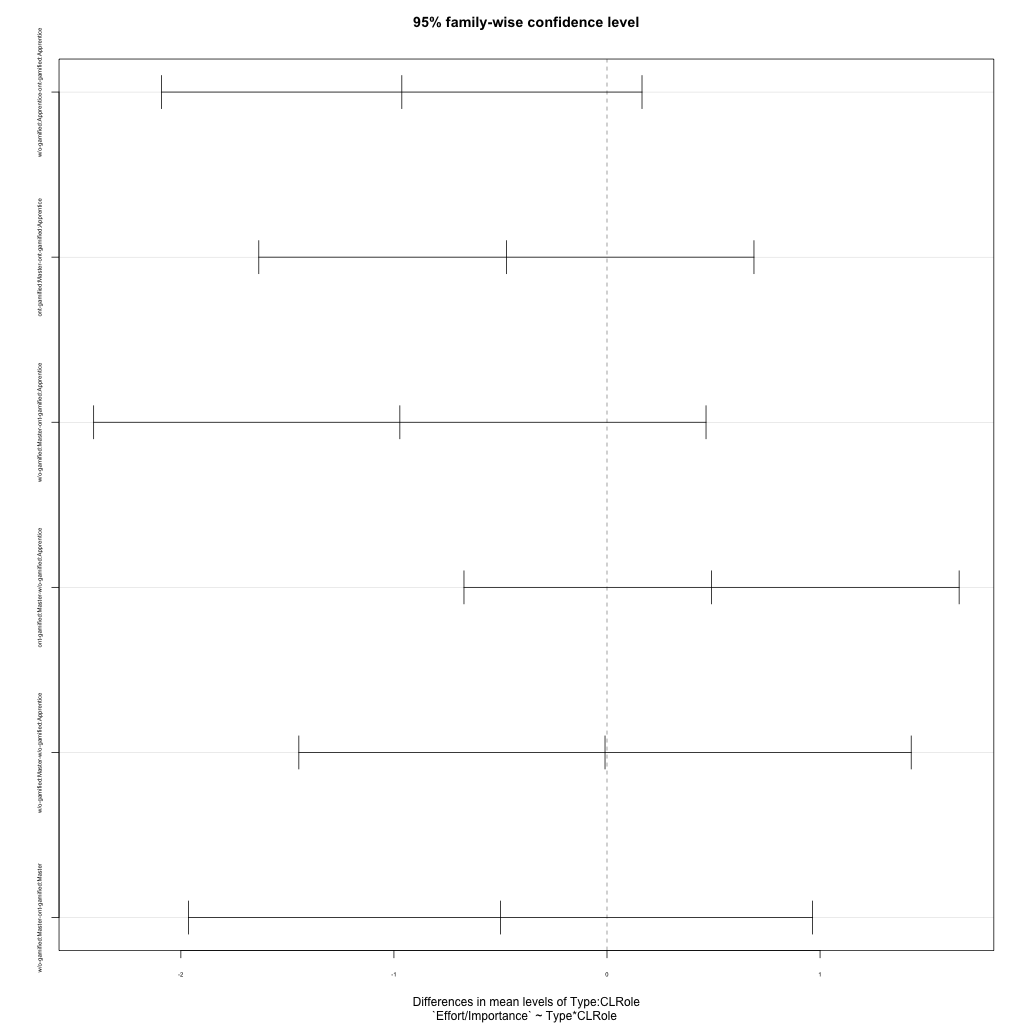 95% family-wise confidence level
w/o-gamified:Apprentice-ont-gamified:Apprentice
ont-gamified:Master-ont-gamified:Apprentice
w/o-gamified:Master-ont-gamified:Apprentice
ont-gamified:Master-w/o-gamified:Apprentice
w/o-gamified:Master-w/o-gamified:Apprentice
w/o-gamified:Master-ont-gamified:Master
-2 -1 0 1
Differences in mean levels of Type:CLRole
`Effort/Importance` ~ Type*CLRole